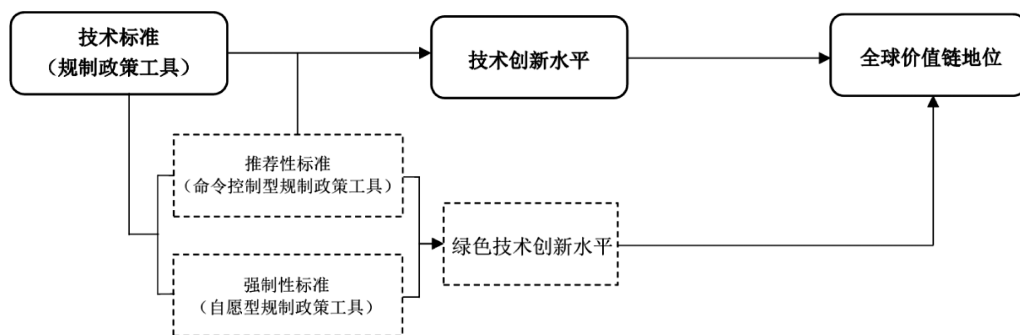 技术标准
（规制政策工具）
技术创新水平
全球价值链地位
推荐性标准
（命令控制型规制政策工具）
绿色技术创新水平
强制性标准
（自愿型规制政策工具）